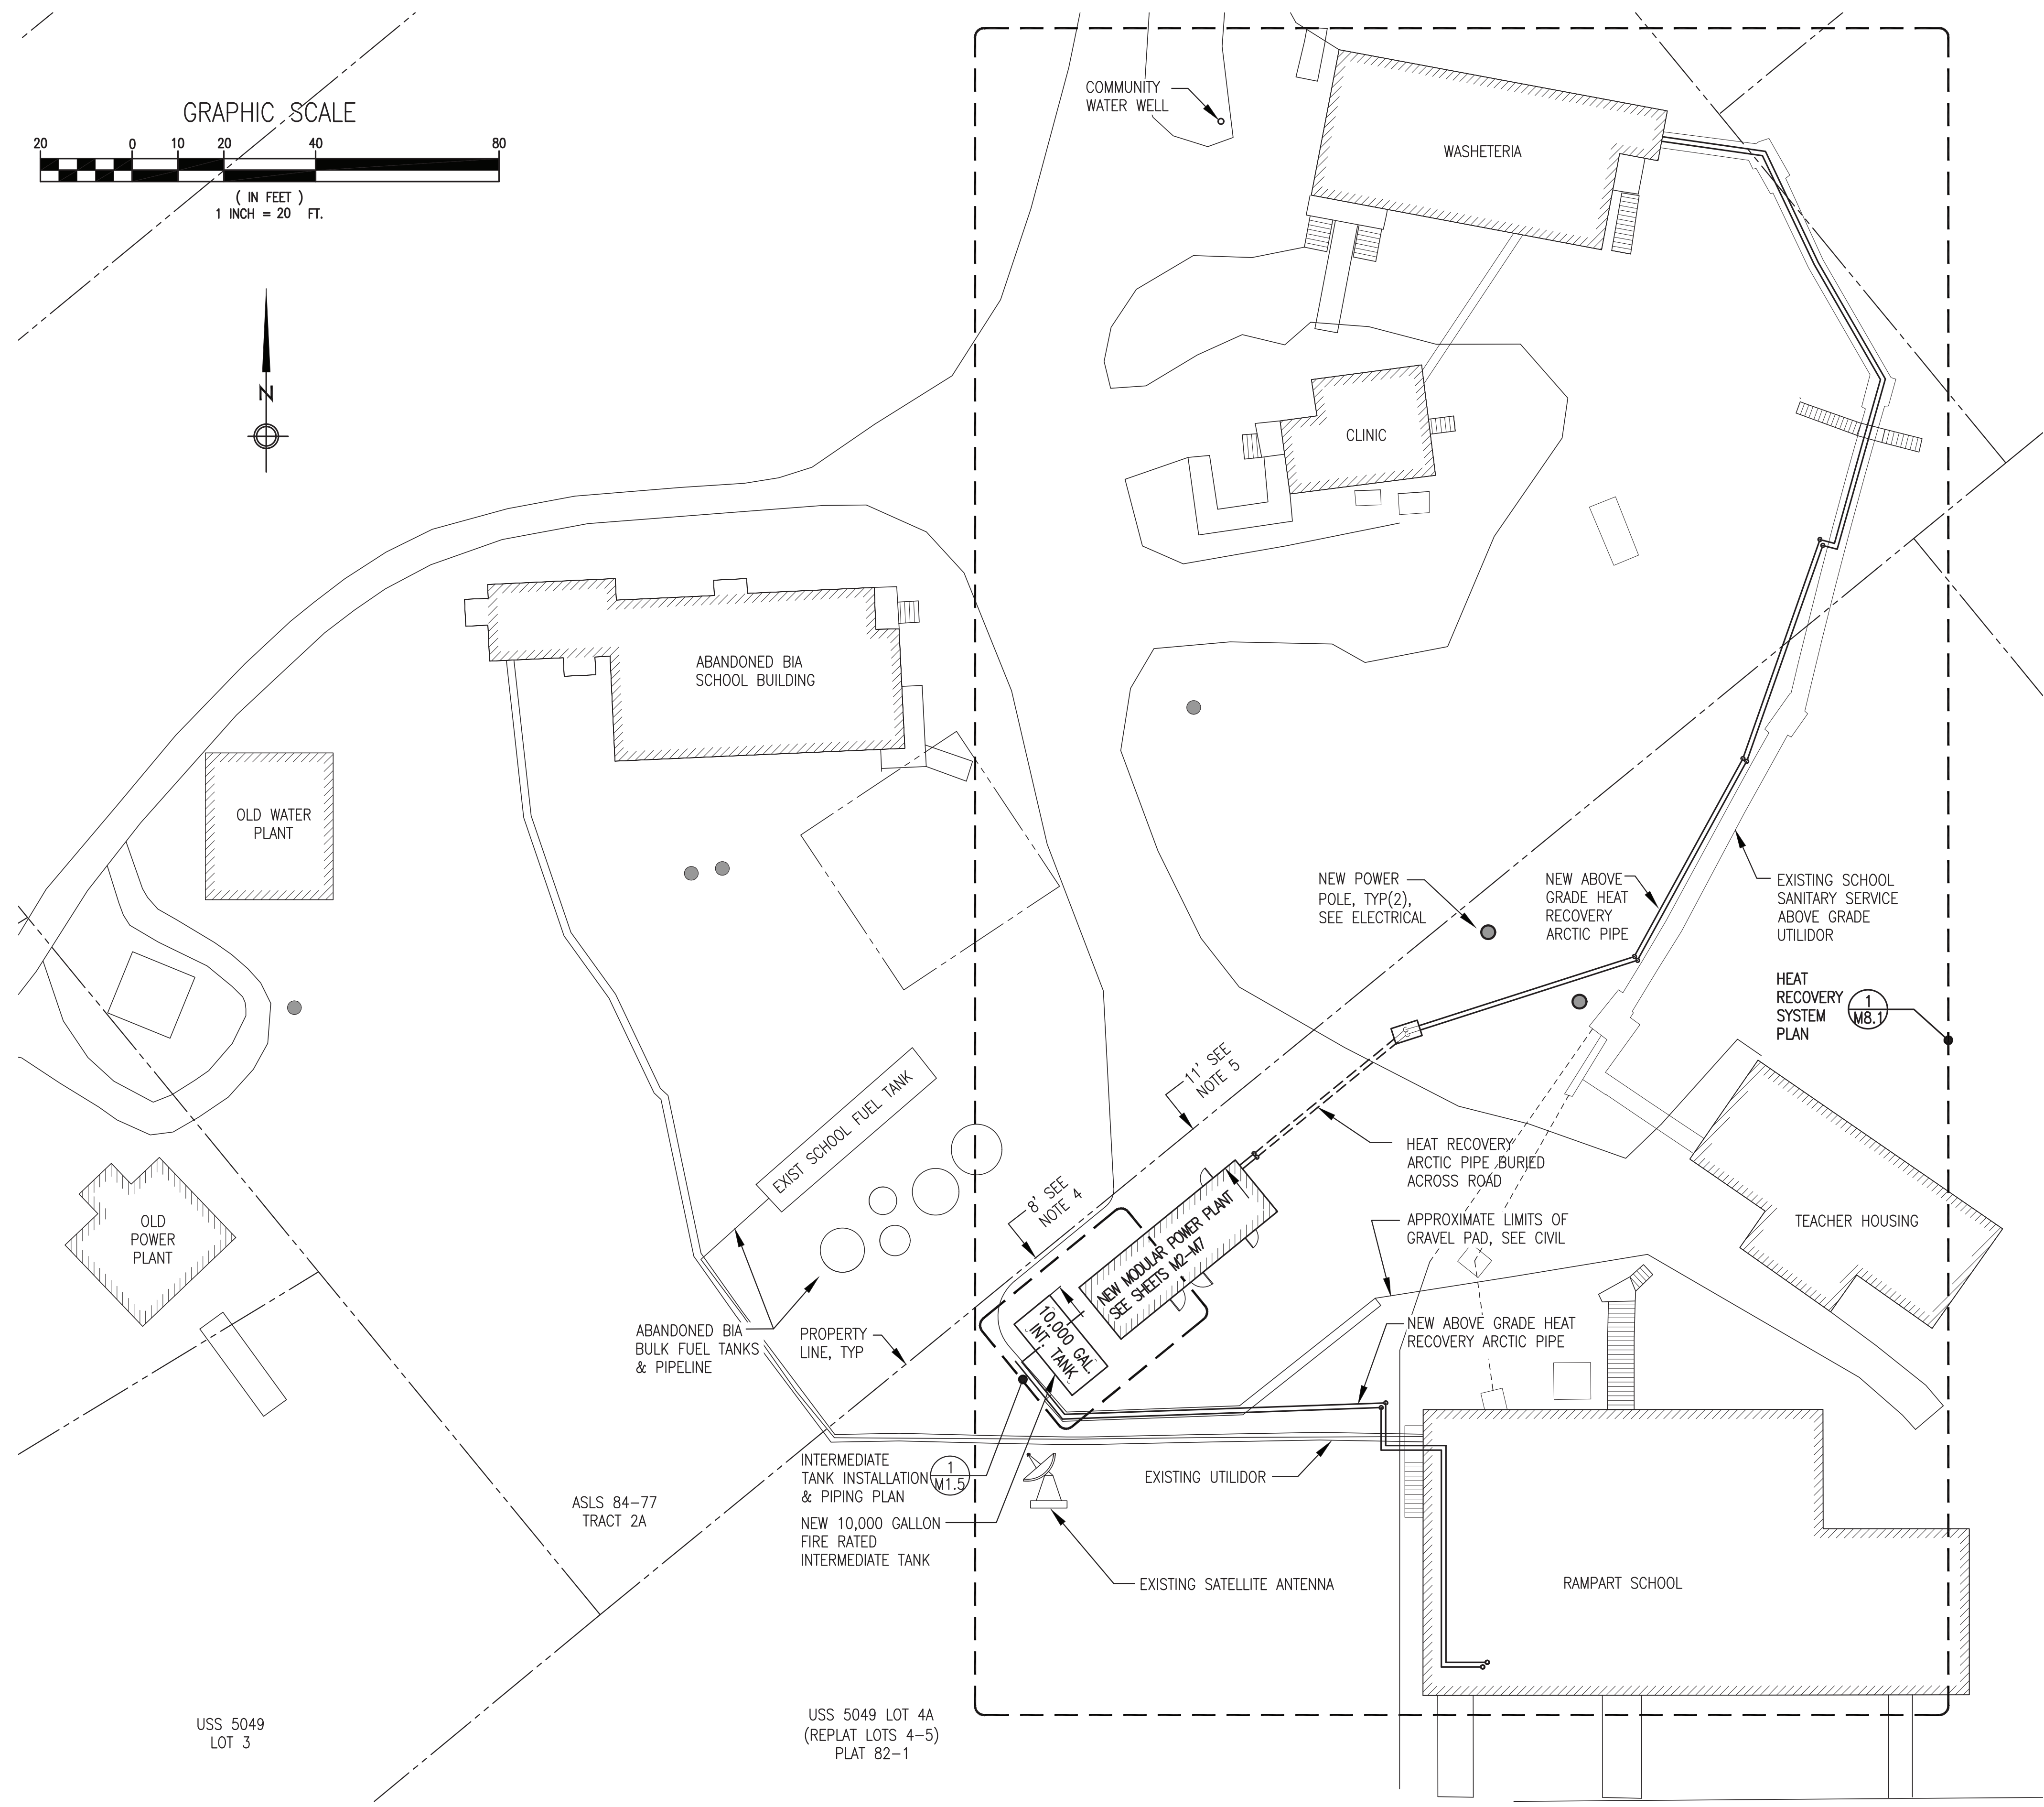 GRAPHIC SCALE
20 0 10 20 40 80
( IN FEET )
1 INCH = 20 FT.
N
COMMUNITY
WATER WELL
WASHETERIA
CLINIC
ABANDONED BIA
SCHOOL BUILDING
OLD WATER
PLANT
NEW POWER
POLE, TYP(2),
SEE ELECTRICAL
NEW ABOVE
GRADE HEAT
RECOVERY
ARCTIC PIPE
EXISTING SCHOOL
SANITARY SERVICE
ABOVE GRADE
UTILIDOR
HEAT
RECOVERY
SYSTEM
PLAN
1
M8.1
11' SEE
NOTE 5
EXIST SCHOOL FUEL TANK
8' SEE
NOTE 4
HEAT RECOVERY
ARCTIC PIPE BURIED
ACROSS ROAD
NEW MODULAR POWER PLANT
SEE SHEETS M2-M7
10,000 GAL.
INT. TANK
APPROXIMATE LIMITS OF
GRAVEL PAD, SEE CIVIL
TEACHER HOUSING
OLD
POWER
PLANT
ABANDONED BIA
BULK FUEL TANKS
& PIPELINE
PROPERTY
LINE, TYP
NEW ABOVE GRADE HEAT
RECOVERY ARCTIC PIPE
INTERMEDIATE
TANK INSTALLATION
& PIPING PLAN
1
M1.5
EXISTING UTILIDOR
NEW 10,000 GALLON
FIRE RATED
INTERMEDIATE TANK
ASLS 84-77
TRACT 2A
EXISTING SATELLITE ANTENNA
RAMPART SCHOOL
USS 5049
LOT 3
USS 5049 LOT 4A
(REPLAT LOTS 4-5)
PLAT 82-1